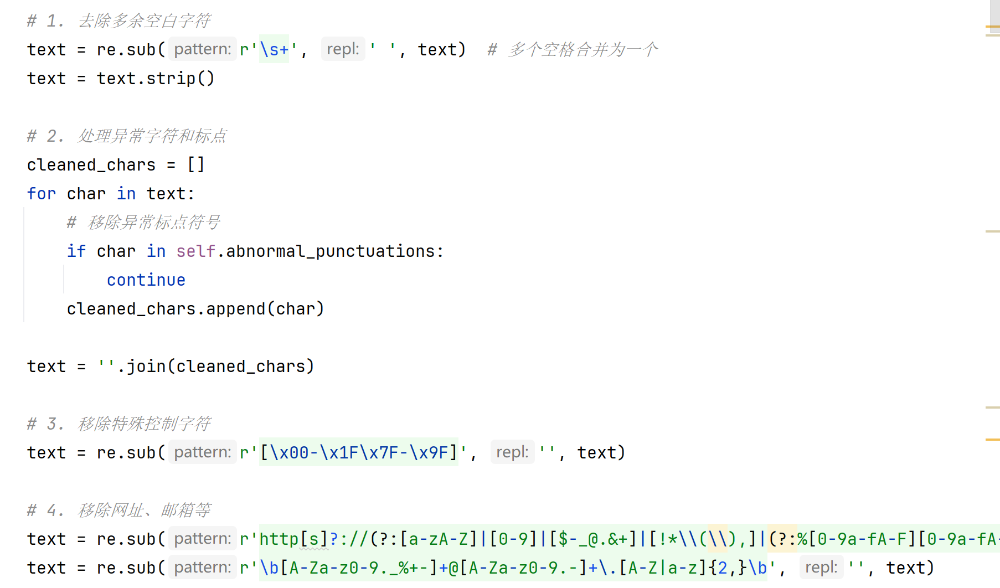 # 1. 去除多余空白字符
text = re.sub( pattern: r'\s+', repl: ' ', text)  # 多个空格合并为一个
text = text.strip()
# 2. 处理异常字符和标点
cleaned_chars = []
for char in text:
# 移除异常标点符号
if char in self.abnormal_punctuations:
continue
cleaned_chars.append(char)
text = ''.join(cleaned_chars)
# 3. 移除特殊控制字符
text = re.sub( pattern: r'[\x00-\x1F\x7F-\x9F]', repl: '', text)
# 4. 移除网址、邮箱等
text = re.sub( pattern: r'http[s]?://(?:[a-zA-Z]|[0-9]|[$-_@.&+]|[!*\\(\\),]|(?:%[0-9a-fA-F][0-9a-fA-
text = re.sub( pattern: r'\b[A-Za-z0-9._%+-]+@[A-Za-z0-9.-]+\.[A-Z|a-z]{2,}\b', repl: '', text)